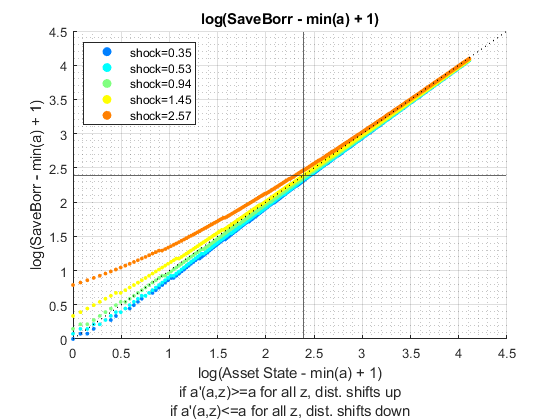 log(SaveBorr - min(a) + 1)
4.5
4
3.5
3
2.5
2
1.5
1
0.5
0
log(SaveBorr - min(a) + 1)
shock=0.35
shock=0.53
shock=0.94
shock=1.45
shock=2.57
0 0.5 1 1.5 2 2.5 3 3.5 4 4.5
log(Asset State - min(a) + 1)
if a'(a,z)>=a for all z, dist. shifts up
if a'(a,z)<=a for all z, dist. shifts down